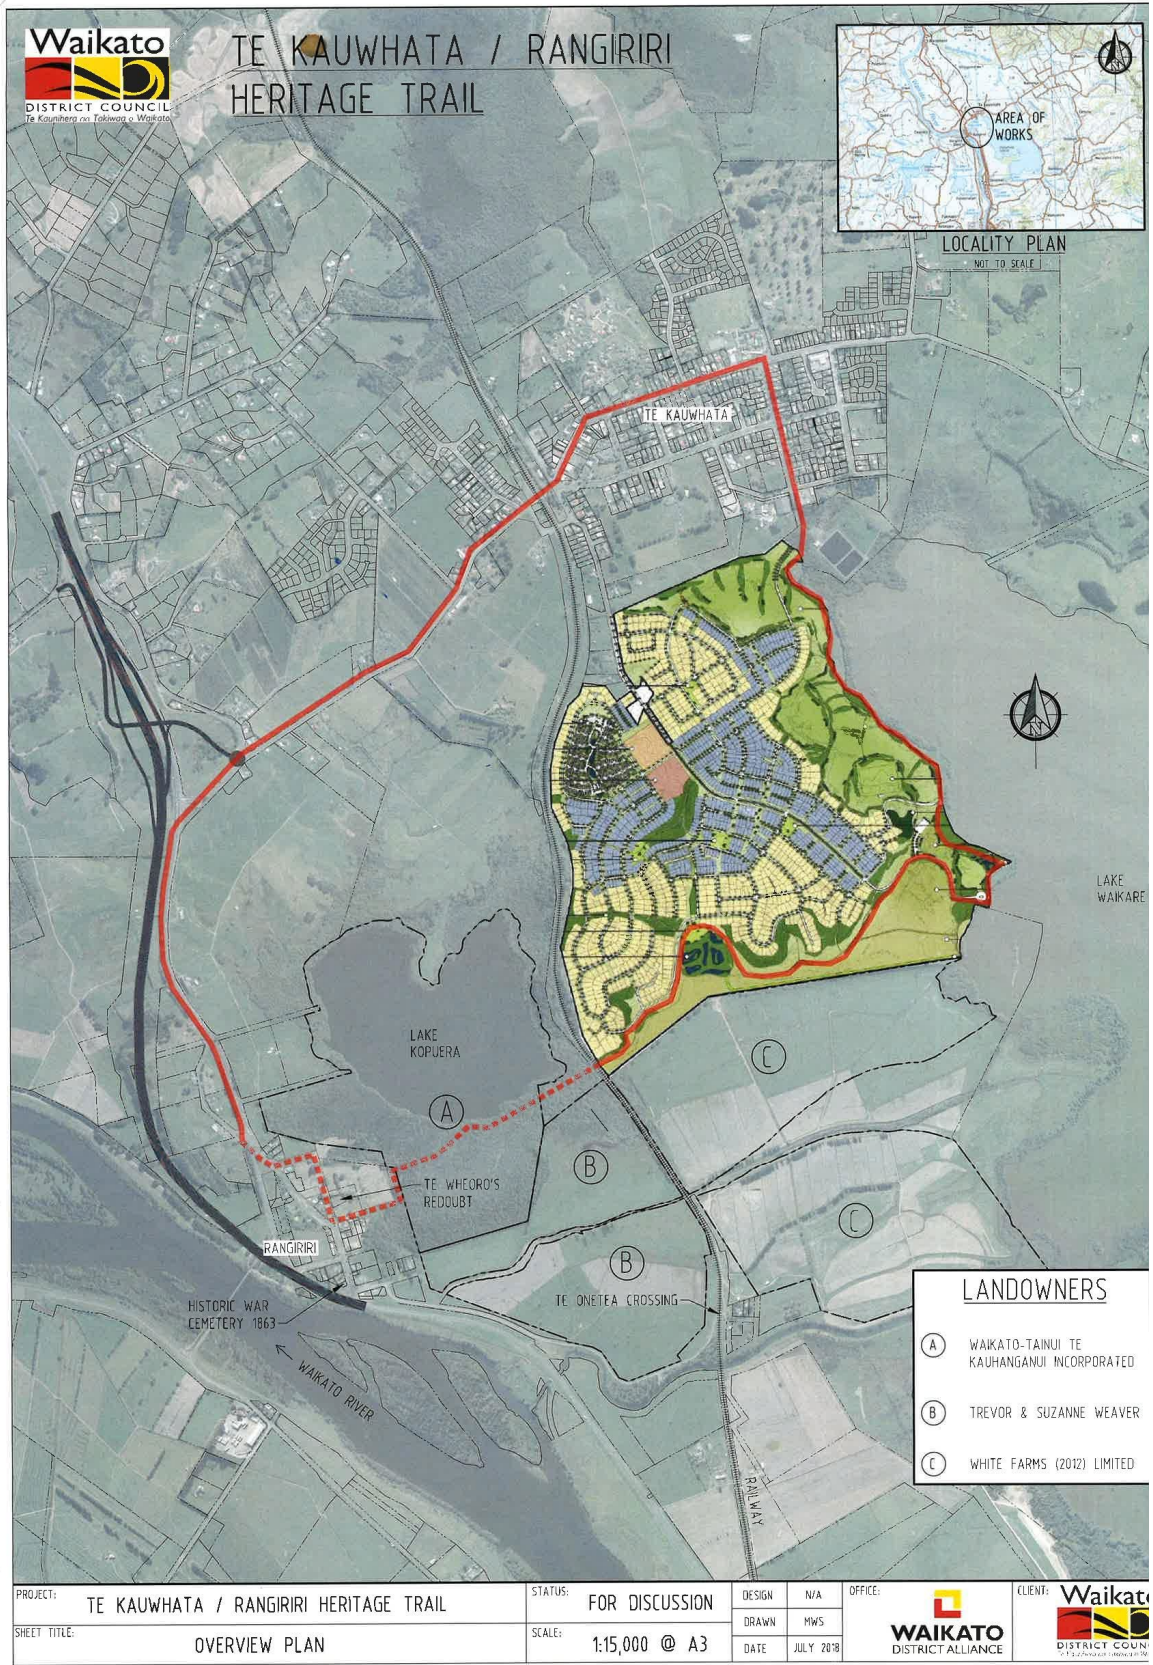 Waikato
DISTRICT COUNCIL
Te Kaunihera aa Takiwaa o Waikato
TE KAUWHATA / RANGIRIRI
HERITAGE TRAIL
AREA OF
WORKS
LOCALITY PLAN
NOT TO SCALE
TE KAUWHATA
N
LAKE
WAIKARE
LAKE
KOPUERA
A
C
B
TE WHEORO'S
REDOUBT
C
RANGIRIRI
B
TE ONETEA CROSSING
HISTORIC WAR
CEMETERY 1863
WAIKATO RIVER
RAILWAY
LANDOWNERS
A WAIKATO-TAINUI TE
KAUHANGANUI INCORPORATED
B TREVOR & SUZANNE WEAVER
C WHITE FARMS (2012) LIMITED
PROJECT: TE KAUWHATA / RANGIRIRI HERITAGE TRAIL
SHEET TITLE: OVERVIEW PLAN
STATUS: FOR DISCUSSION
SCALE: 1:15,000 @ A3
DESIGN N/A
DRAWN MWS
DATE JULY 2018
OFFICE:
WAIKATO
DISTRICT ALLIANCE
CLIENT:
Waikato
DISTRICT COUN